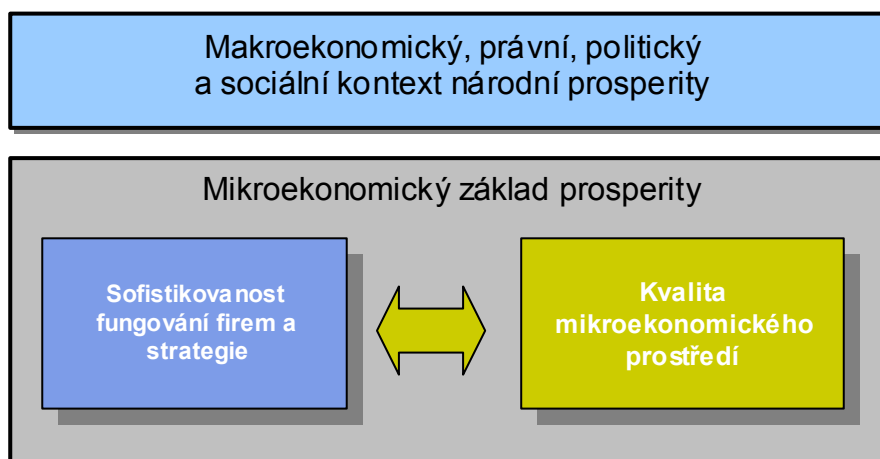 Makroekonomický, právní, politický
a sociální kontext národní prosperity
Mikroekonomický základ prosperity
Sofistikovanost
fungování firem a
strategie
Kvalita
mikroekonomického
prostředí